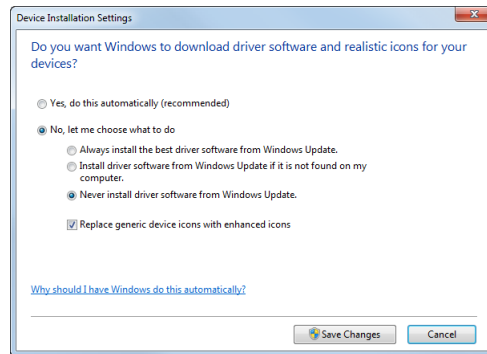 Device Installation Settings
Do you want Windows to download driver software and realistic icons for your
devices?
Yes, do this automatically (recommended)
No, let me choose what to do
Always install the best driver software from Windows Update.
Install driver software from Windows Update if it is not found on my
computer.
Never install driver software from Windows Update.
Replace generic device icons with enhanced icons
Why should I have Windows do this automatically?
Save Changes
Cancel